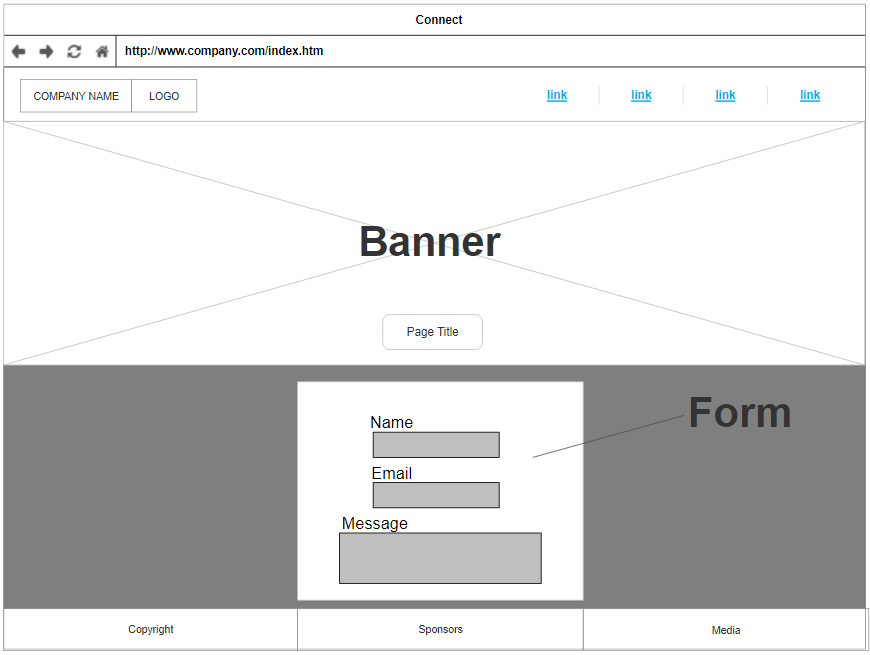 Connect
http://www.company.com/index.htm
COMPANY NAME LOGO link link link link
Banner
Page Title
Form
Name
Email
Message
Copyright Sponsors Media